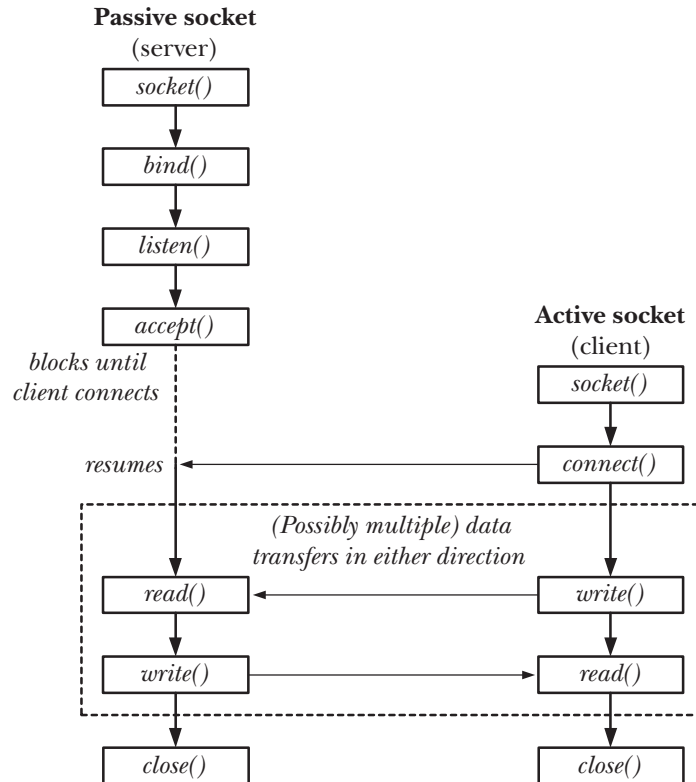 Passive socket
(server)
socket()
bind()
listen()
accept()
blocks until
client connects
Active socket
(client)
socket()
resumes
connect()
(Possibly multiple) data
transfers in either direction
read()
write()
write()
read()
close()
close()